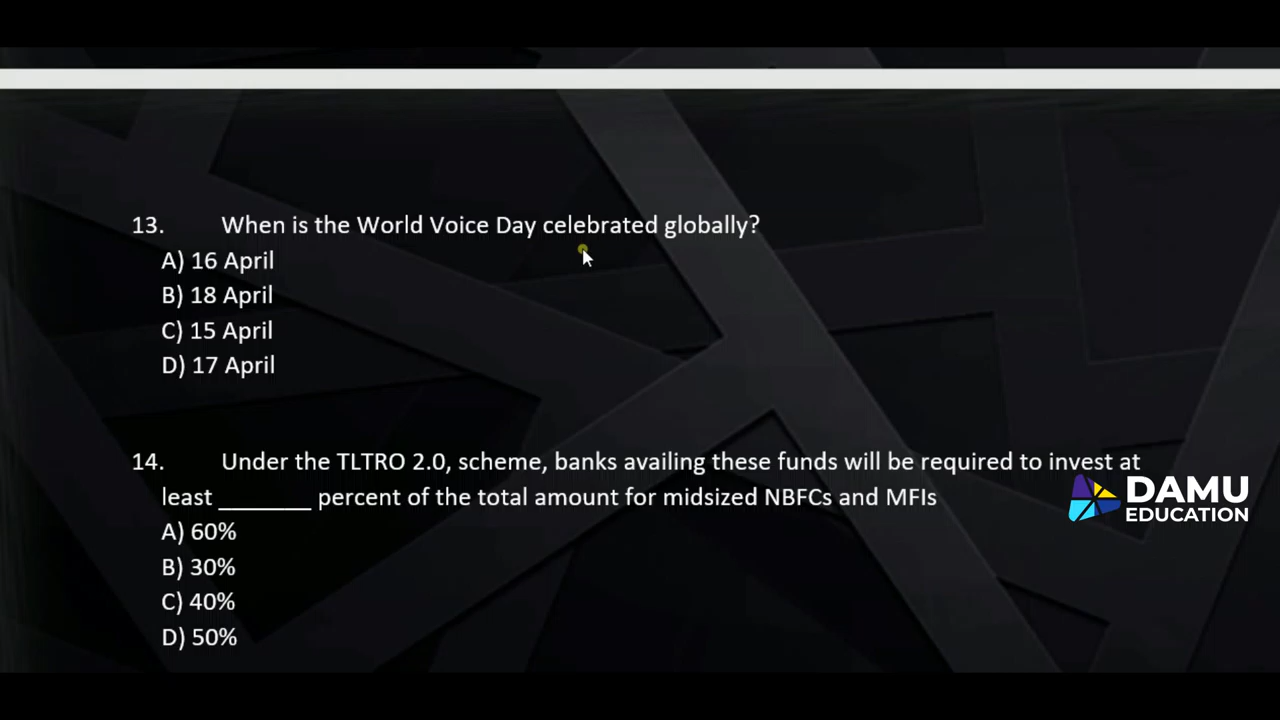 13. When is the World Voice Day celebrated globally?
A) 16 April
B) 18 April
C) 15 April
D) 17 April
14. Under the TLTRO 2.0, scheme, banks availing these funds will be required to invest at
least _______ percent of the total amount for midsized NBFCs and MFIs
A) 60%
B) 30%
C) 40%
D) 50%
DAMU
EDUCATION